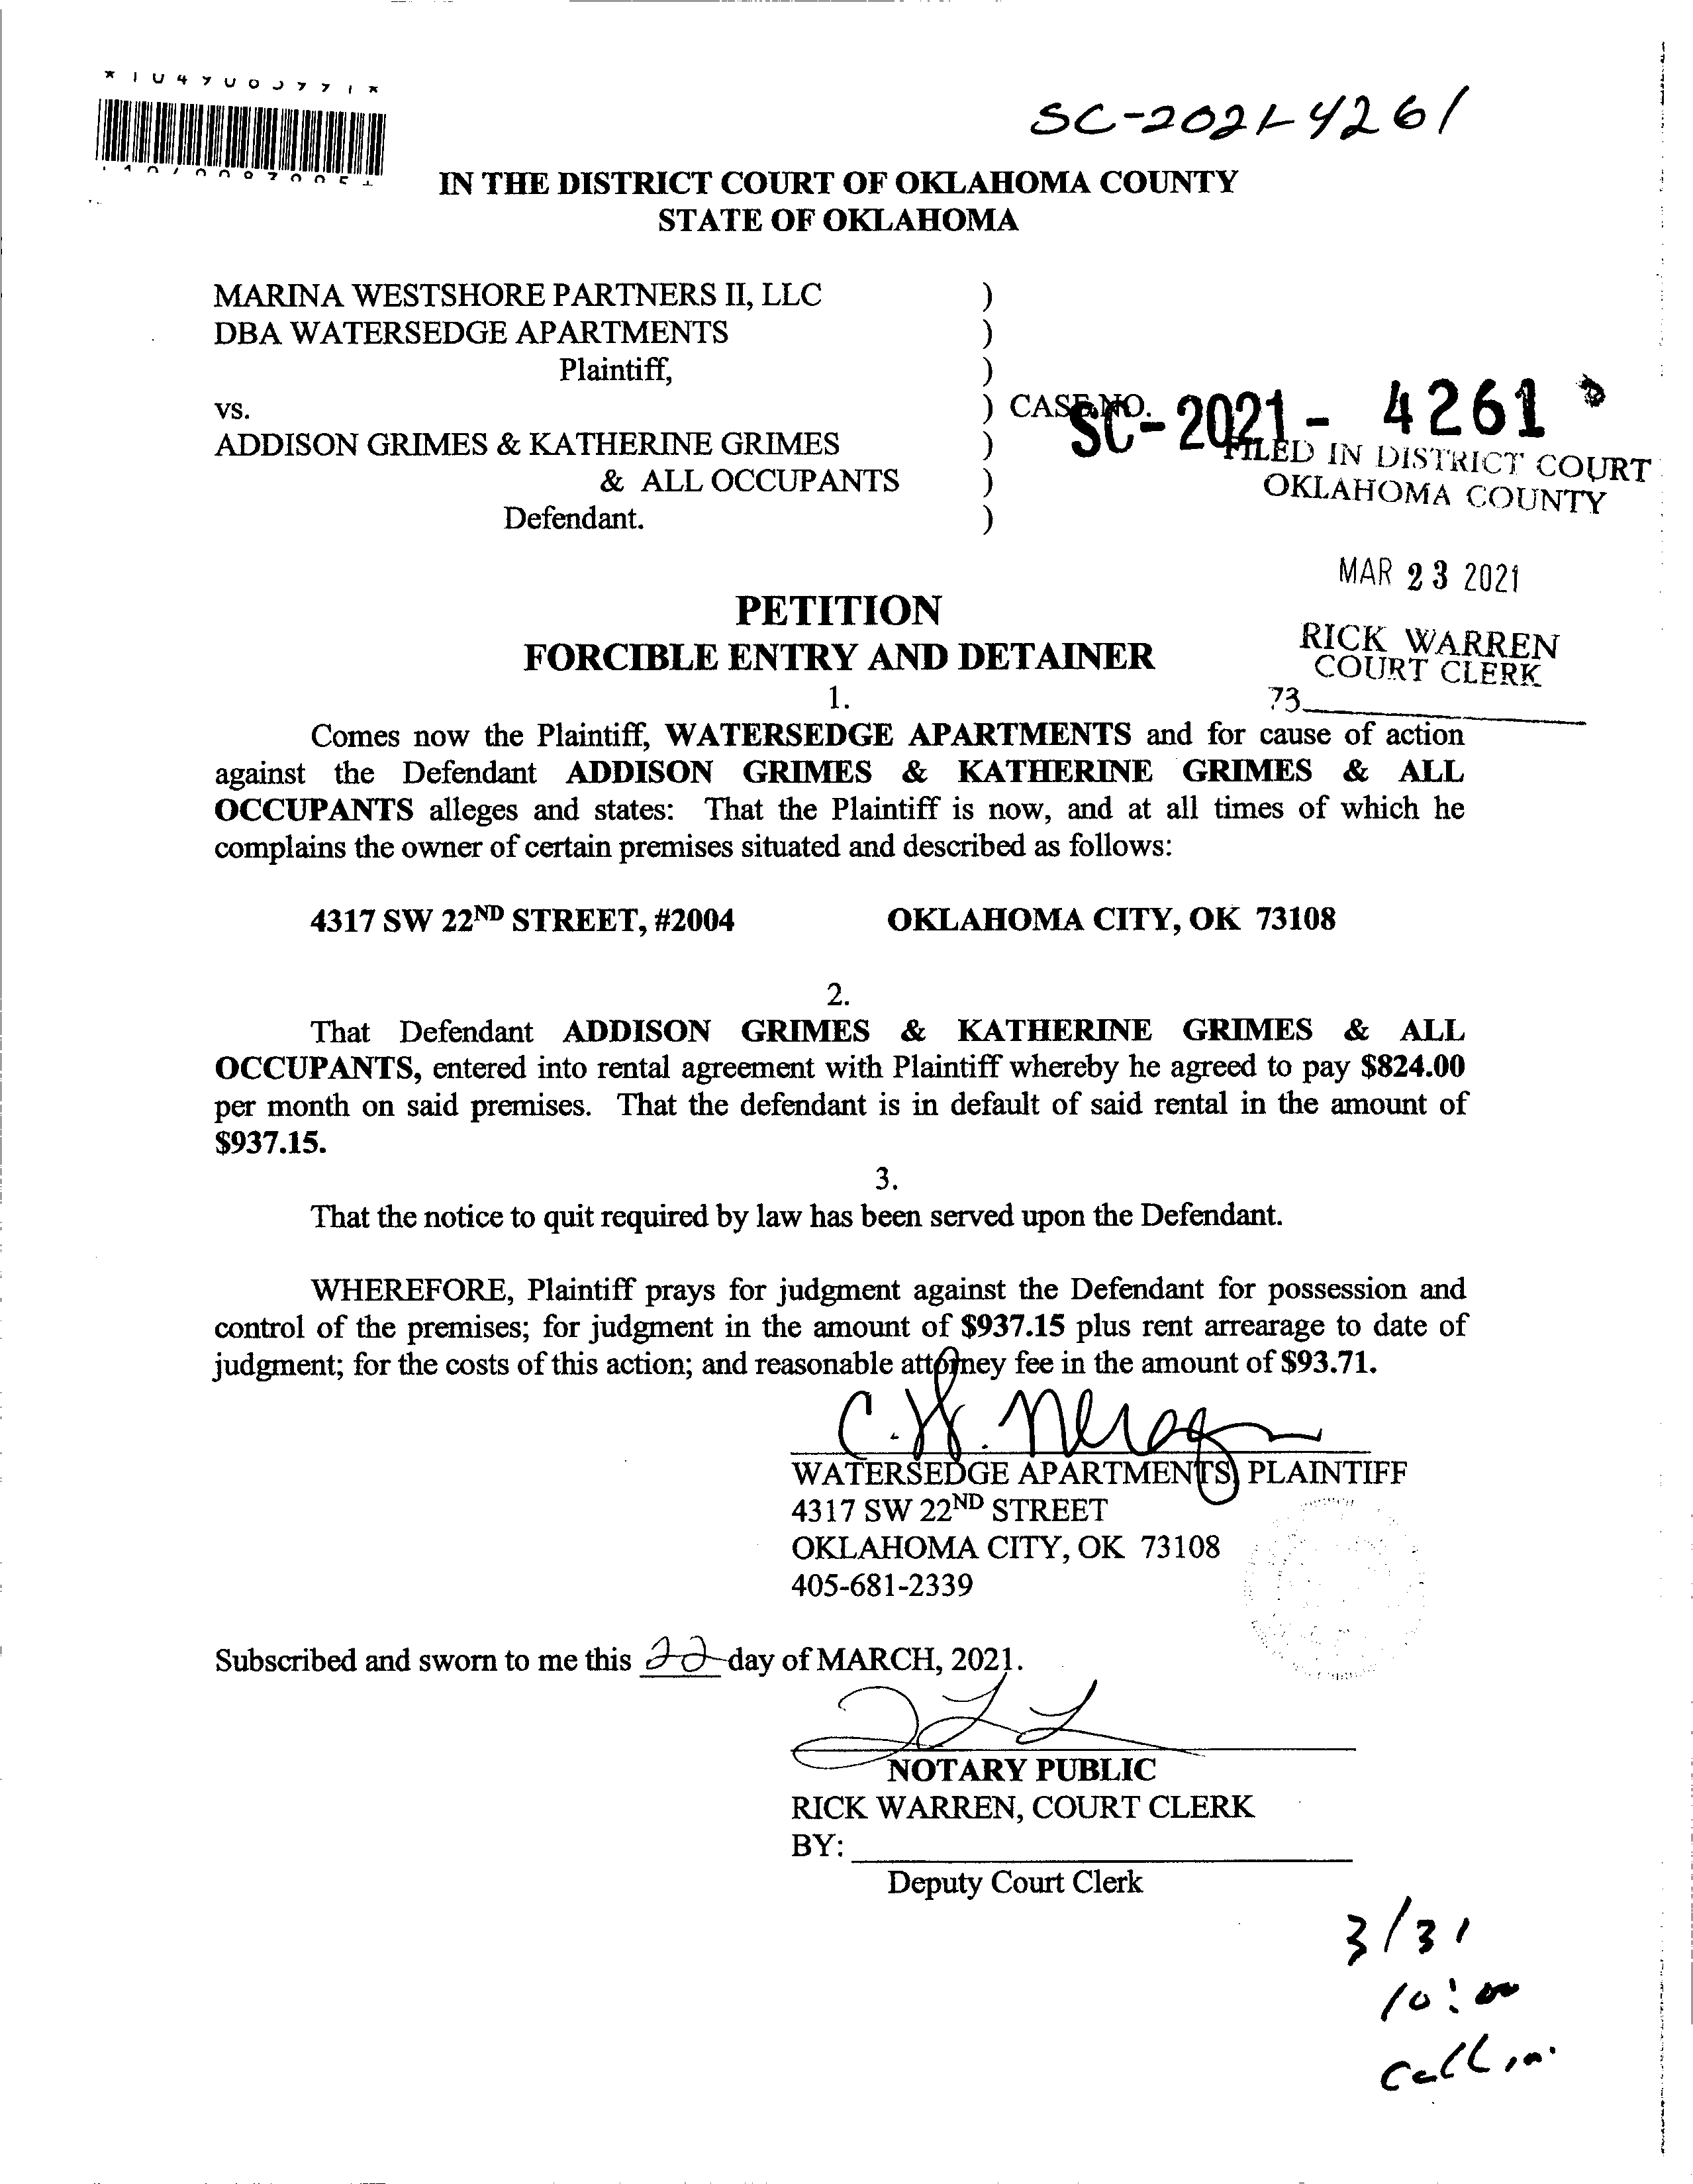 SC-2021-4261
IN THE DISTRICT COURT OF OKLAHOMA COUNTY
STATE OF OKLAHOMA
MARINA WESTSHORE PARTNERS II, LLC )
DBA WATERSEDGE APARTMENTS )
Plaintiff, )
vs. ) CASE NO. SC-2021- 4261
ADDISON GRIMES & KATHERINE GRIMES )
& ALL OCCUPANTS )
Defendant. )
FILED IN DISTRICT COURT
OKLAHOMA COUNTY
MAR 23 2021
RICK WARREN
COURT CLERK
73
PETITION
FORCIBLE ENTRY AND DETAINER
1.
Comes now the Plaintiff, WATERSEDGE APARTMENTS and for cause of action
against the Defendant ADDISON GRIMES & KATHERINE GRIMES & ALL
OCCUPANTS alleges and states: That the Plaintiff is now, and at all times of which he
complains the owner of certain premises situated and described as follows:
4317 SW 22ND STREET, #2004 OKLAHOMA CITY, OK 73108
2.
That Defendant ADDISON GRIMES & KATHERINE GRIMES & ALL
OCCUPANTS, entered into rental agreement with Plaintiff whereby he agreed to pay $824.00
per month on said premises. That the defendant is in default of said rental in the amount of
$937.15.
3.
That the notice to quit required by law has been served upon the Defendant.
WHEREFORE, Plaintiff prays for judgment against the Defendant for possession and
control of the premises; for judgment in the amount of $937.15 plus rent arrearage to date of
judgment; for the costs of this action; and reasonable attorney fee in the amount of $93.71.
WATERSEDGE APARTMENTS, PLAINTIFF
4317 SW 22ND STREET
OKLAHOMA CITY, OK 73108
405-681-2339
Subscribed and sworn to me this 22 day of MARCH, 2021.
NOTARY PUBLIC
RICK WARREN, COURT CLERK
BY:
Deputy Court Clerk
3/31
10:00
Call in.